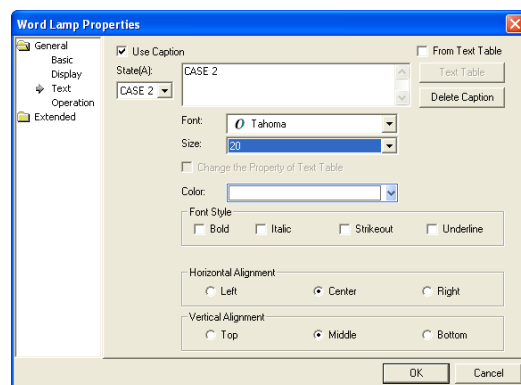 Word Lamp Properties
General
Basic
Display
Text
Operation
Extended
Use Caption
From Text Table
State(A):
CASE 2
CASE 2
Text Table
Delete Caption
Font:
O Tahoma
Size:
20
Change the Property of Text Table
Color:
Font Style
Bold
Italic
Strikeout
Underline
Horizontal Alignment
Left
Center
Right
Vertical Alignment
Top
Middle
Bottom
OK
Cancel